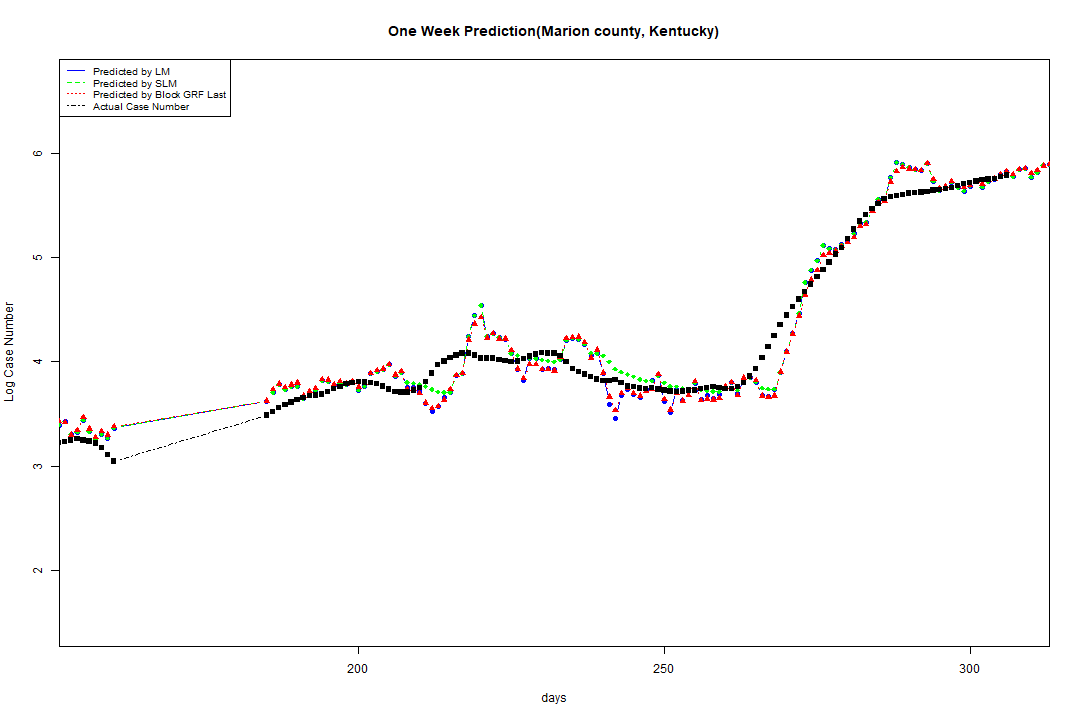 One Week Prediction(Marion county, Kentucky)
Predicted by LM
Predicted by SLM
Predicted by Block GRF Last
Actual Case Number
6
5
4
3
2
Log Case Number
200 250 300
days